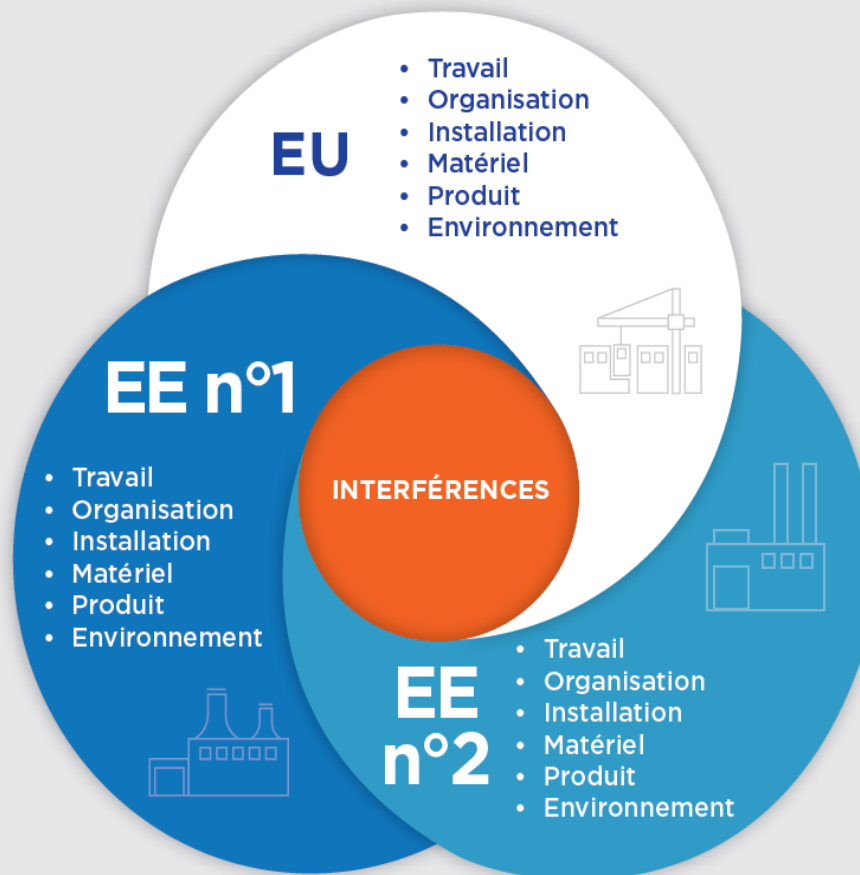 EU
• Travail
• Organisation
• Installation
• Matériel
• Produit
• Environnement
EE n°1
• Travail
• Organisation
• Installation
• Matériel
• Produit
• Environnement
INTERFÉRENCES
EE
n°2
• Travail
• Organisation
• Installation
• Matériel
• Produit
• Environnement